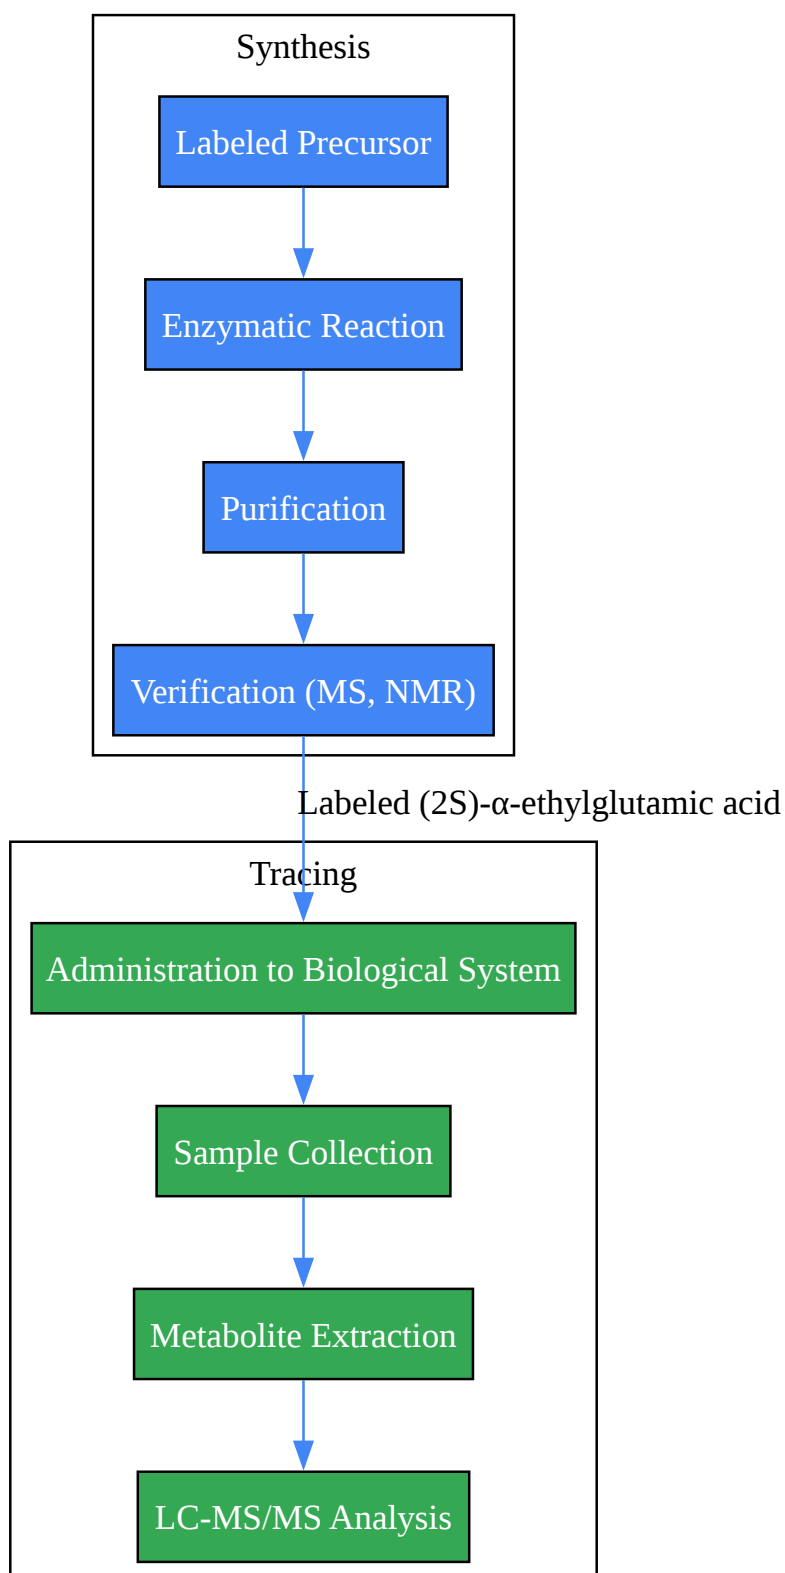 Synthesis
Labeled Precursor
Enzymatic Reaction
Purification
Verification (MS, NMR)
Labeled (2S)-α-ethylglutamic acid
Tracing
Administration to Biological System
Sample Collection
Metabolite Extraction
LC-MS/MS Analysis